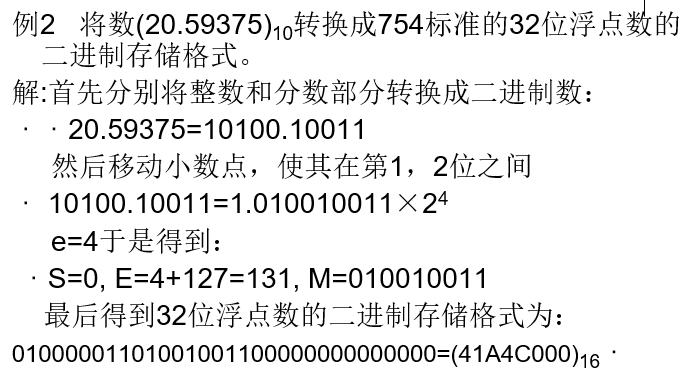 例2 将数(20.59375)₁₀转换成754标准的32位浮点数的
二进制存储格式。
解:首先分别将整数和分数部分转换成二进制数：
· · 20.59375=10100.10011
然后移动小数点，使其在第1，2位之间
· 10100.10011=1.010010011×2⁴
e=4于是得到：
· S=0, E=4+127=131, M=010010011
最后得到32位浮点数的二进制存储格式为：
01000001101001001100000000000000=(41A4C000)₁₆ ·